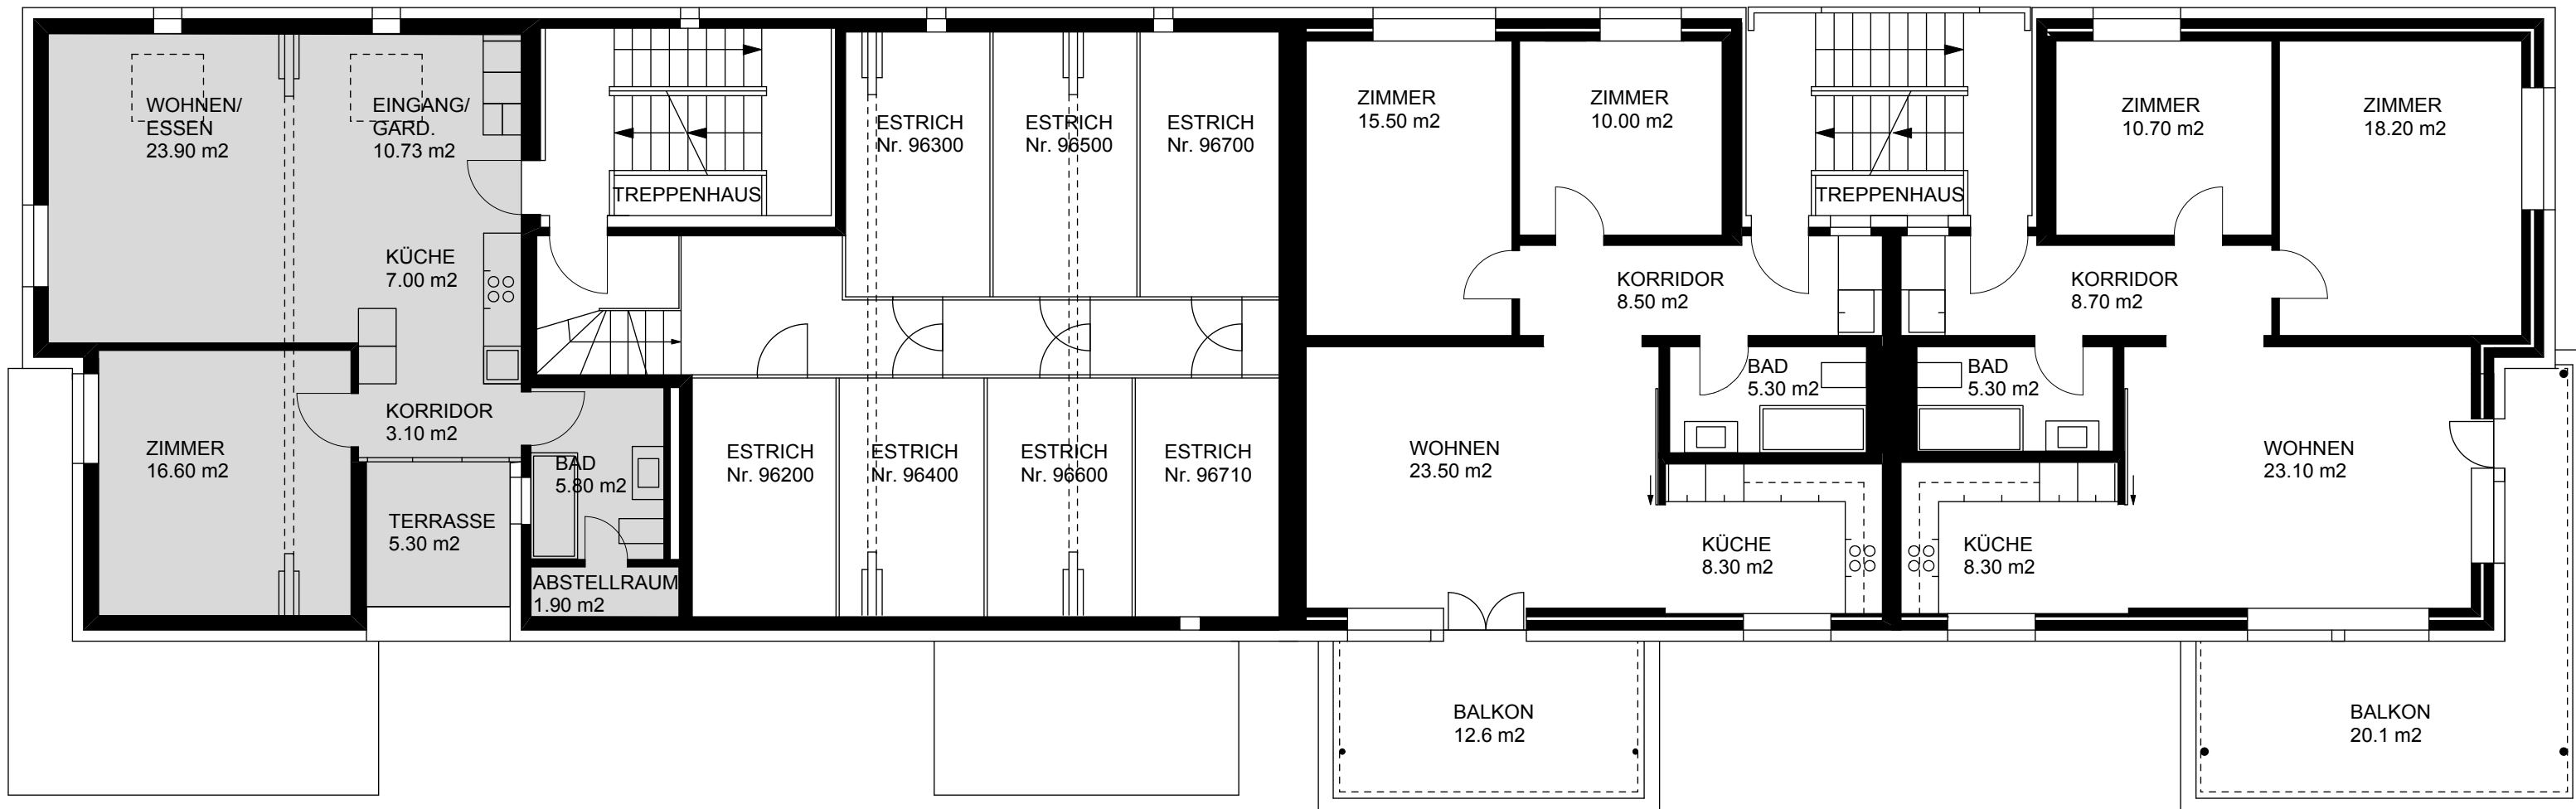 WOHNEN/
ESSEN
23.90 m2
EINGANG/
GARD.
10.73 m2
TREPPENHAUS
ESTRICH
Nr. 96300
ESTRICH
Nr. 96500
ESTRICH
Nr. 96700
ZIMMER
15.50 m2
ZIMMER
10.00 m2
TREPPENHAUS
ZIMMER
10.70 m2
ZIMMER
18.20 m2
KÜCHE
7.00 m2
KORRIDOR
8.50 m2
KORRIDOR
8.70 m2
BAD
5.30 m2
BAD
5.30 m2
KORRIDOR
3.10 m2
ZIMMER
16.60 m2
BAD
5.80 m2
ESTRICH
Nr. 96200
ESTRICH
Nr. 96400
ESTRICH
Nr. 96600
ESTRICH
Nr. 96710
WOHNEN
23.50 m2
WOHNEN
23.10 m2
TERRASSE
5.30 m2
KÜCHE
8.30 m2
KÜCHE
8.30 m2
ABSTELLRAUM
1.90 m2
BALKON
12.6 m2
BALKON
20.1 m2